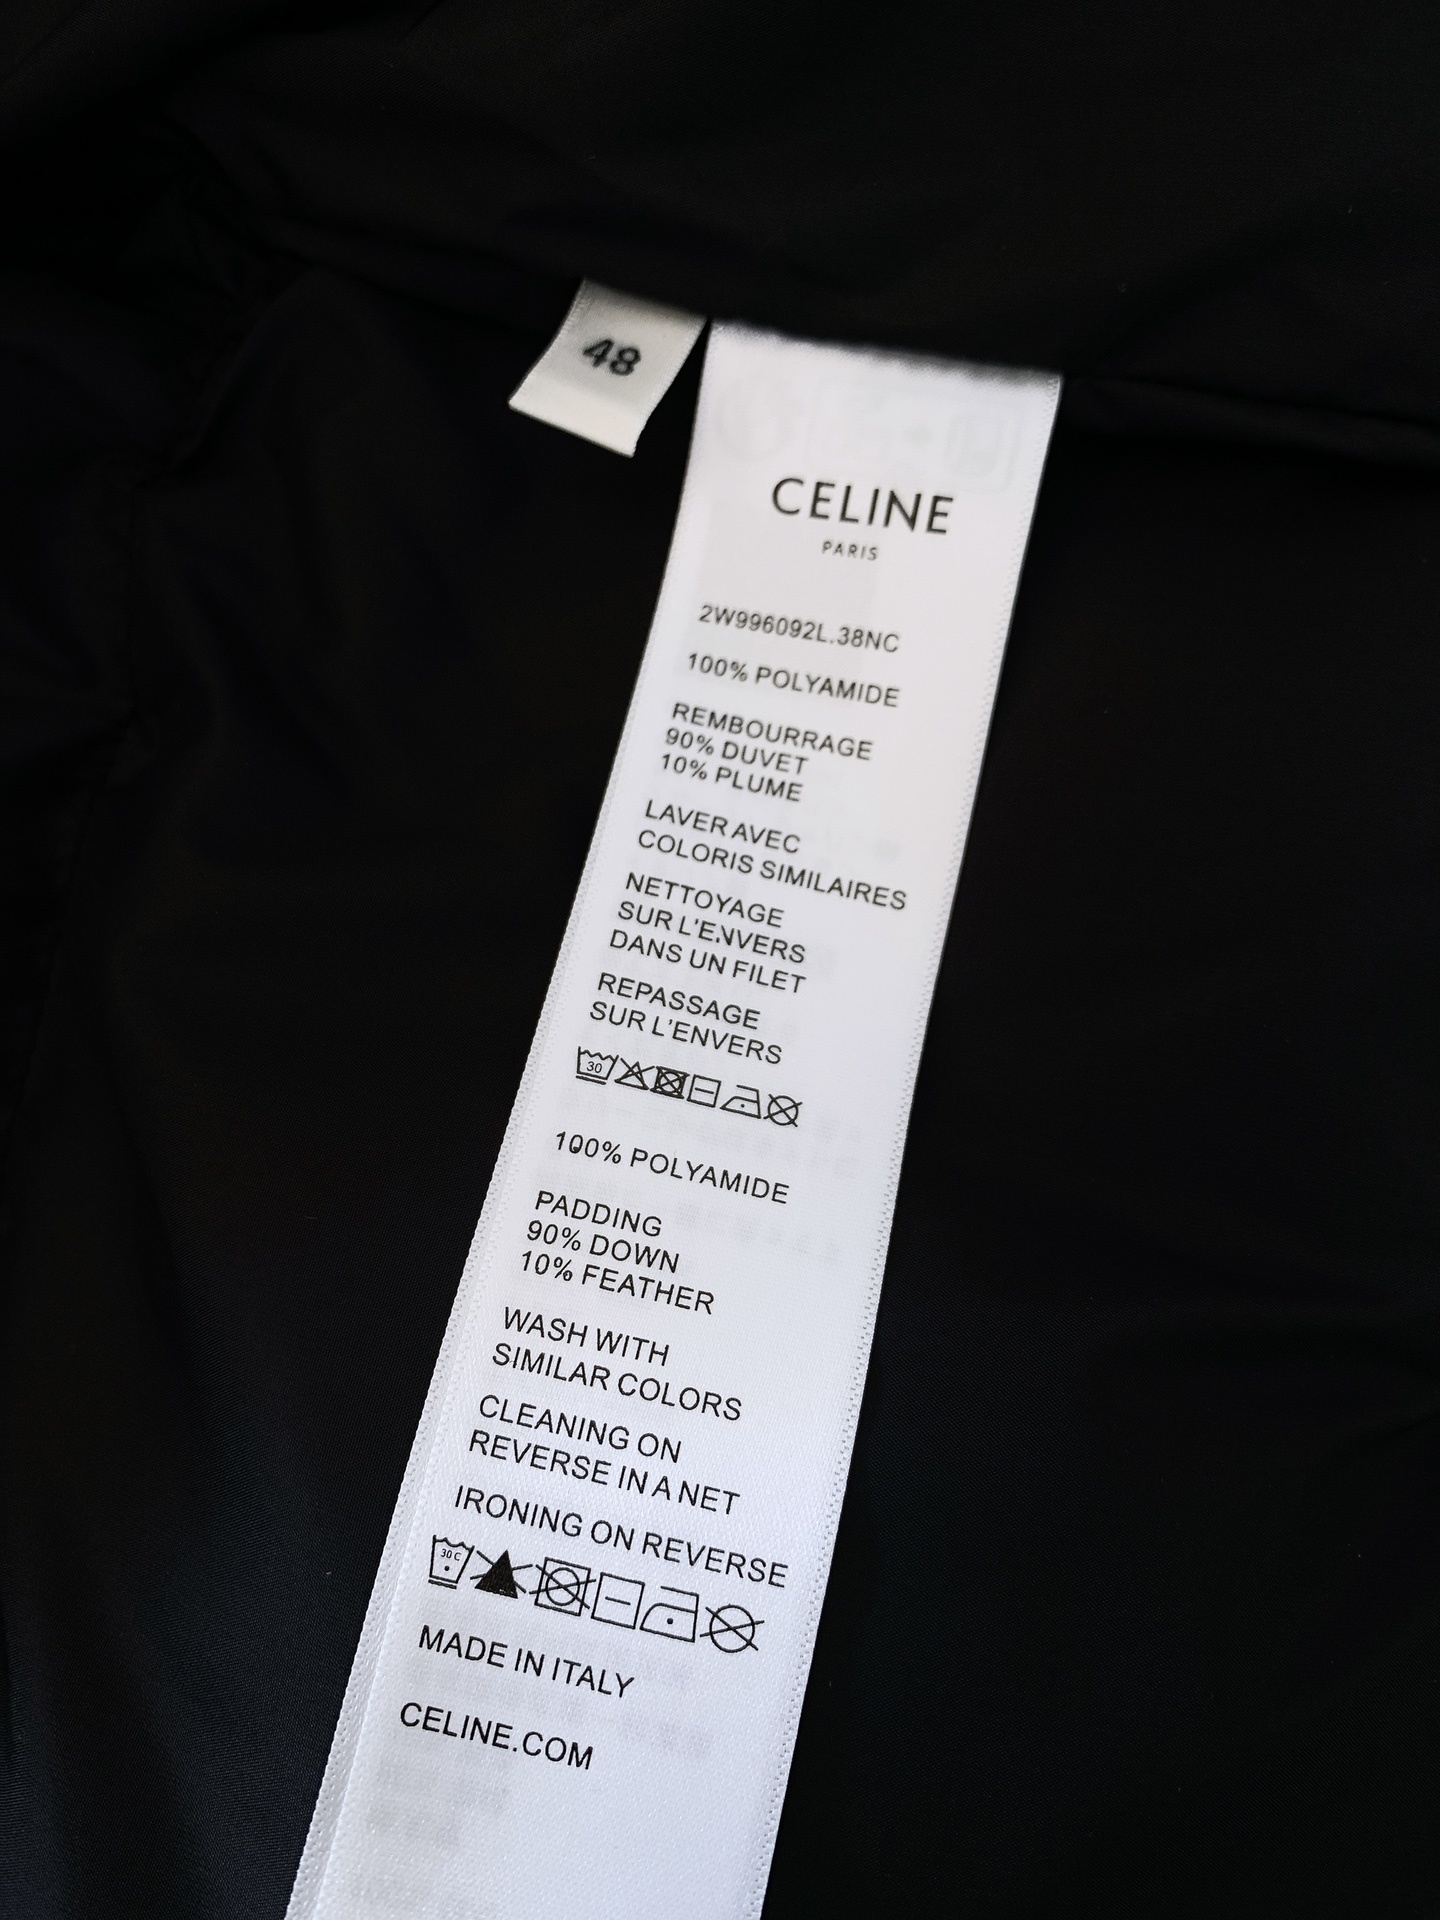 48
CELINE
PARIS
2W996092L.38NC
100% POLYAMIDE
REMBOURRAGE
90% DUVET
10% PLUME
LAVER AVEC
COLORIS SIMILAIRES
NETTOYAGE
SUR L'ENVERS
DANS UN FILET
REPASSAGE
SUR L'ENVERS
30
100% POLYAMIDE
PADDING
90% DOWN
10% FEATHER
WASH WITH
SIMILAR COLORS
CLEANING ON
REVERSE IN A NET
IRONING ON REVERSE
30 C
MADE IN ITALY
CELINE.COM